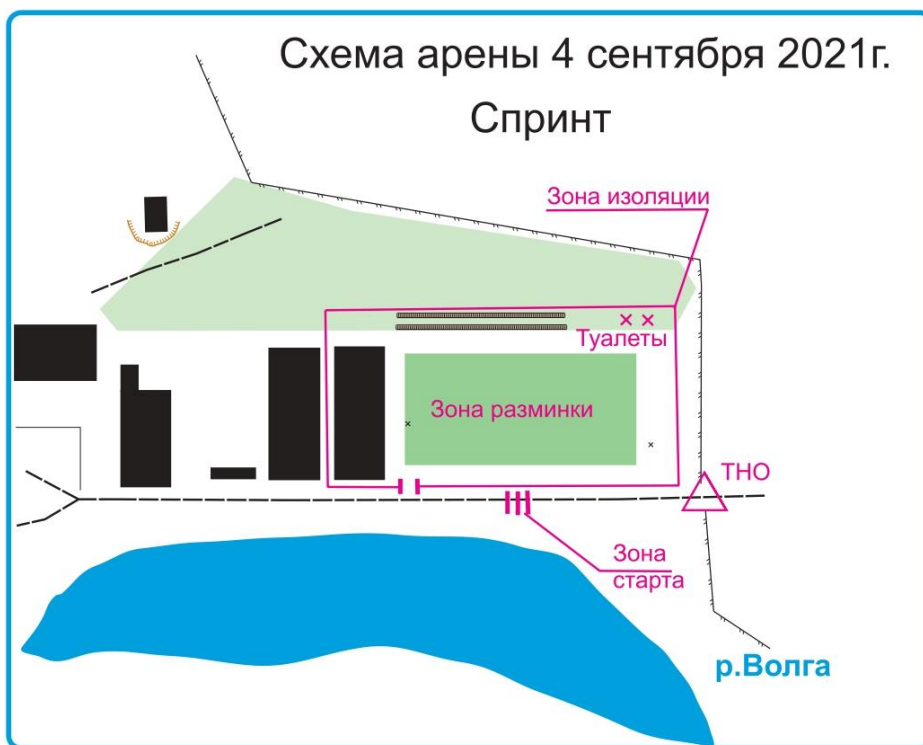 Схема арены 4 сентября 2021г.
Спринт
Зона изоляции
Туалеты
Зона разминки
ТНО
Зона
старта
р.Волга